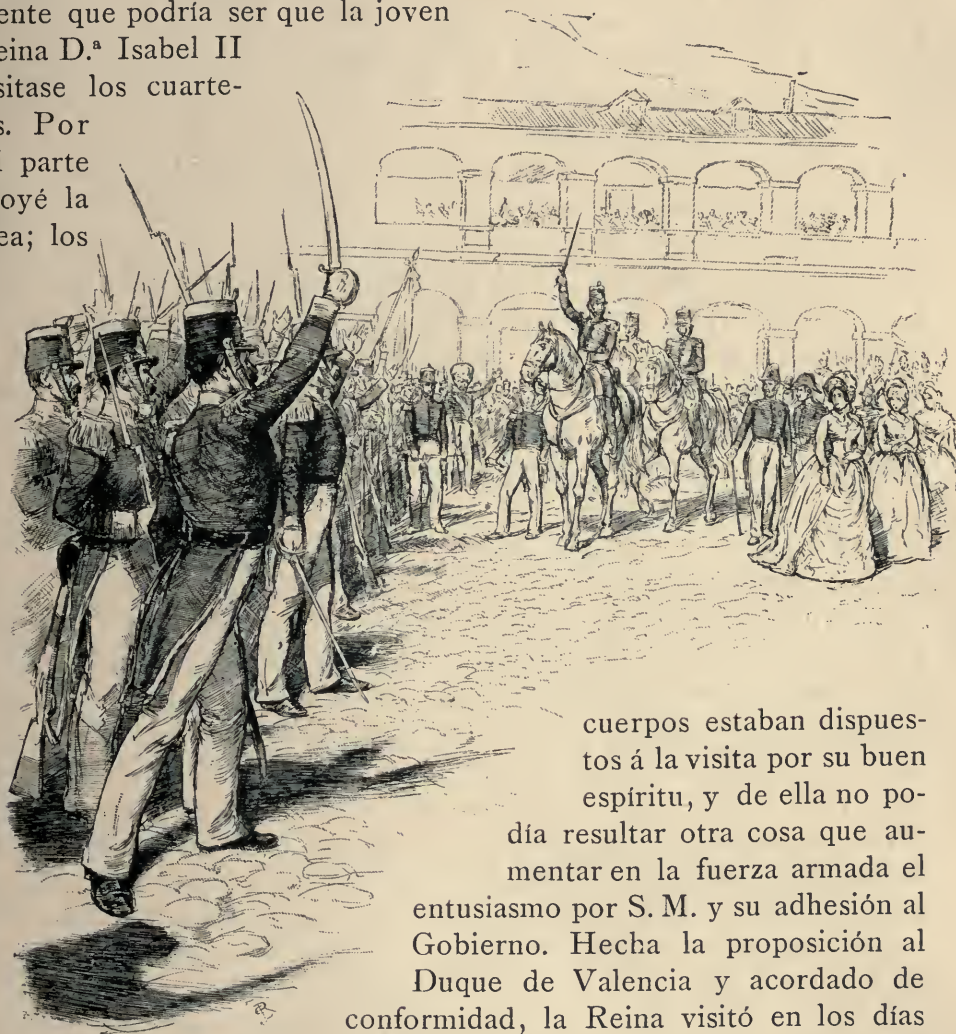 ente que podría ser que la joven
eina D.ª Isabel II
sitase los cuarte-
s. Por
parte
oyé la
ea; los
cuerpos estaban dispues-
tos á la visita por su buen
espíritu, y de ella no po-
día resultar otra cosa que au-
mentar en la fuerza armada el
entusiasmo por S. M. y su adhesión al
Gobierno. Hecha la proposición al
Duque de Valencia y acordado de
conformidad, la Reina visitó en los días